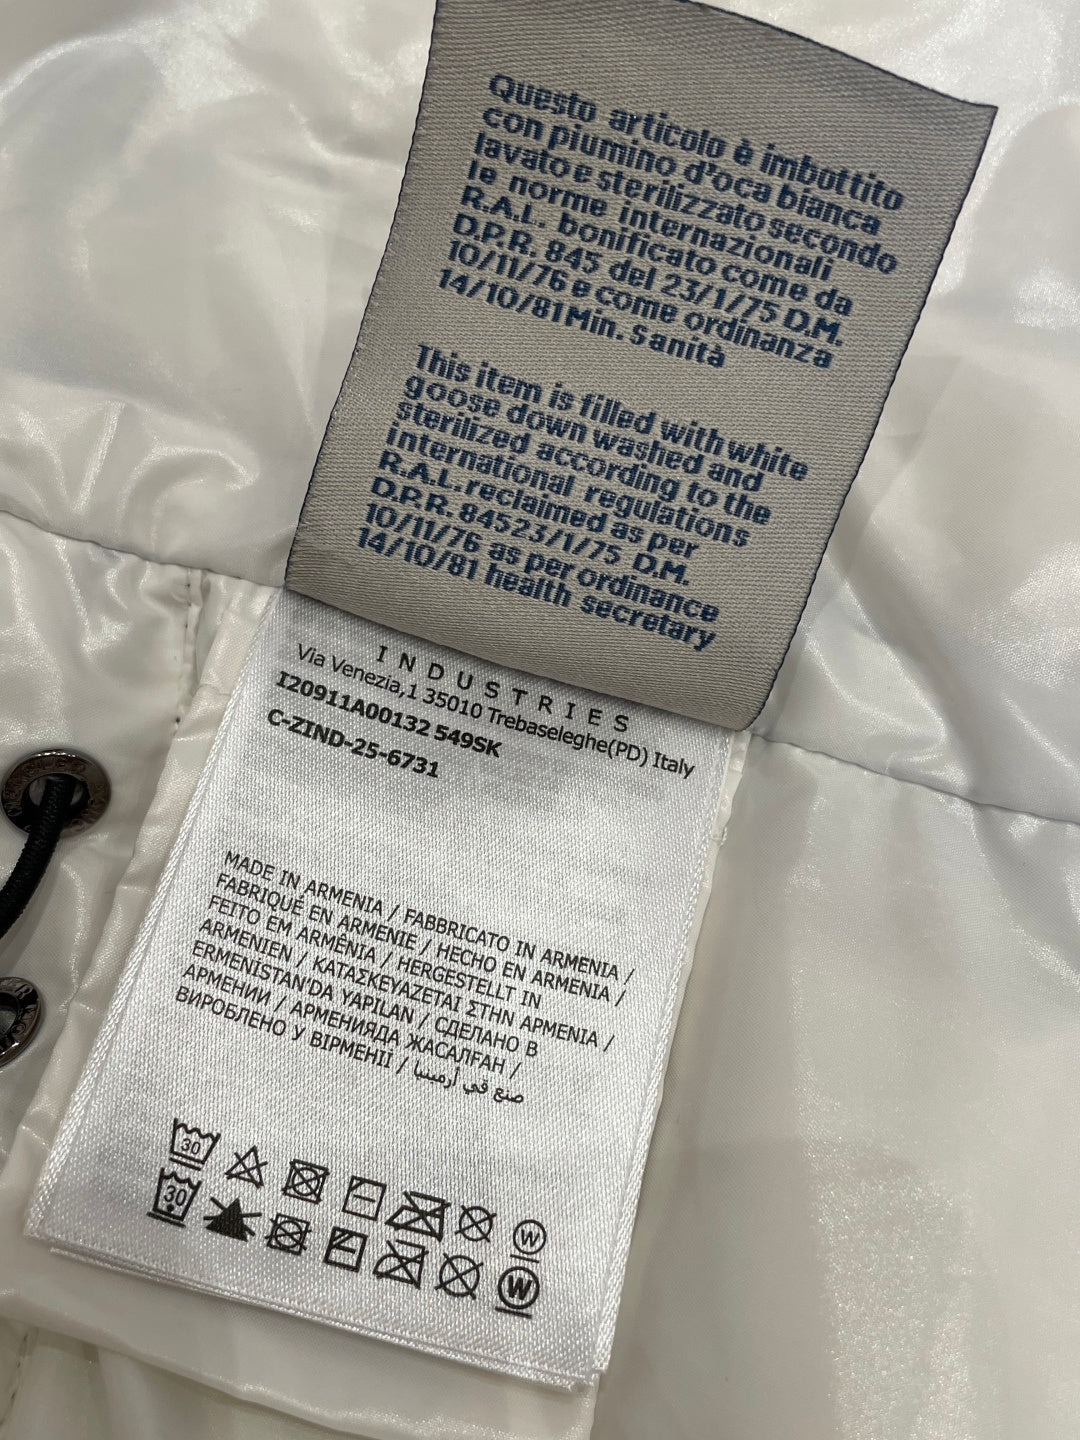 Questo articolo è imbottito
con piumino d'oca bianca
lavato e sterilizzato secondo
le norme internazionali
R.A.L. bonificato come da
D.P.R. 845 del 23/1/75 D.M.
10/11/76 e come ordinanza
14/10/81 Min. sanità
This item is filled with white
goose down washed and
sterilized according to the
international regulations
R.A.L. reclaimed as per
D.P.R. 84523/1/75 D.M.
10/11/76 as per ordinance
14/10/81 health secretary
INDUSTRIES
Via Venezia,1 35010 Trebaseleghe(PD) Italy
I20911A00132 549SK
C-ZIND-25-6731
MADE IN ARMENIA / FABBRICATO IN ARMENIA /
FABRIQUÉ EN ARMENIE / HECHO EN ARMENIA /
FEITO EM ARMÊNIA / HERGESTELLT IN
ARMENIEN / ΚΑΤΑΣΚΕΥΑΖΕΤΑΙ ΣΤΗΝ ΑΡΜΕΝΙΑ /
ERMENISTAN'DA YAPILAN / СДЕЛАНО В
АРМЕНИИ / АРМЕНИЯДА ЖАСАЛҒАН /
ВИРОБЛЕНО У ВІРМЕНІЇ / صنع في أرمينيا
30
W
30
W